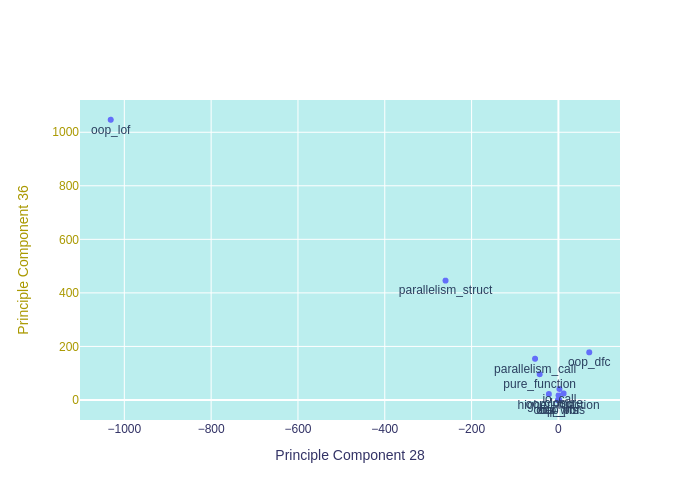 1000
800
600
400
200
0
oop_lof
parallelism_struct
oop_dfc
parallelism_call
pure_function
io_call
−1000
−800
−600
−400
−200
0
Principle Component 28
Principle Component 36